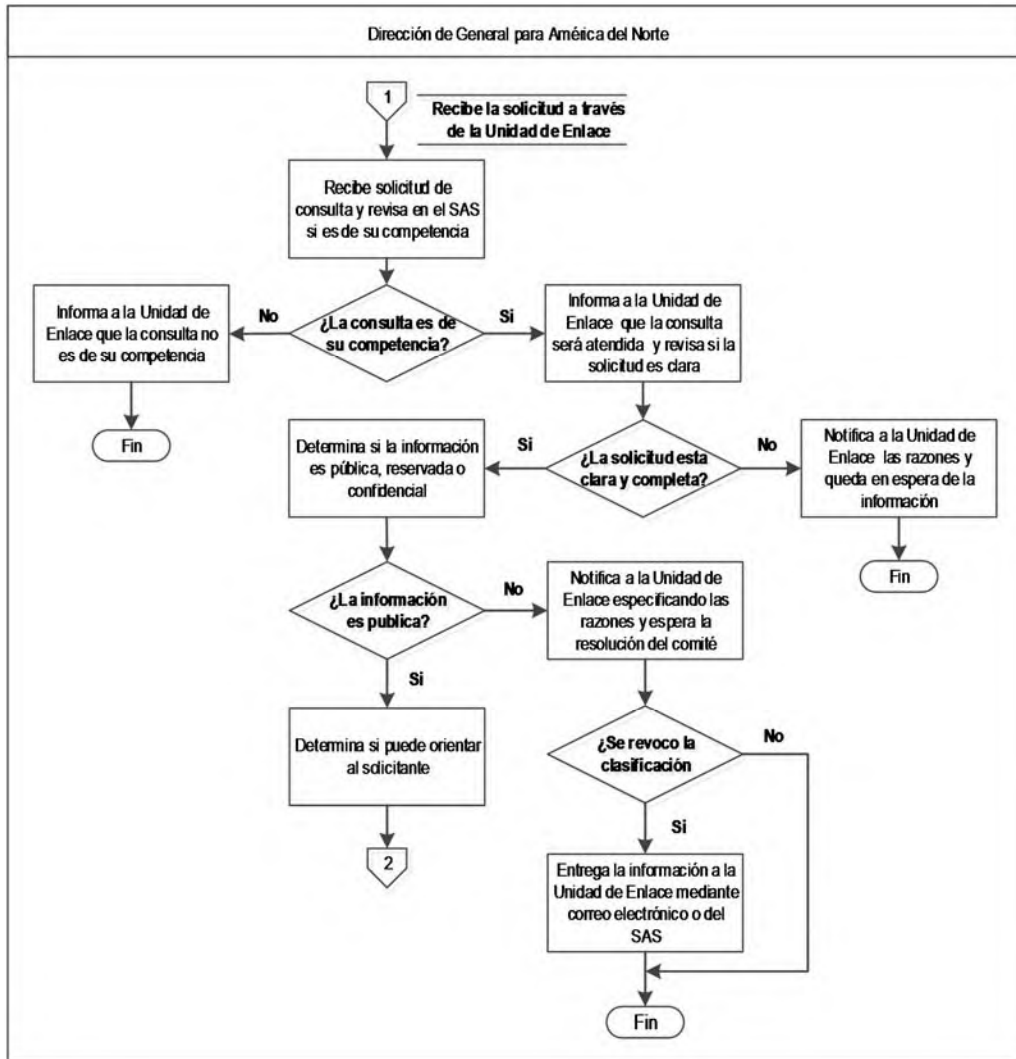 Dirección de General para América del Norte
1
Recibe la solicitud a través
de la Unidad de Enlace
Recibe solicitud de
consulta y revisa en el SAS
si es de su competencia
Informa a la Unidad de
Enlace que la consulta no
es de su competencia
No
¿La consulta es de
su competencia?
Si
Informa a la Unidad de
Enlace que la consulta
será atendida y revisa si la
solicitud es clara
Fin
Determina si la información
es pública, reservada o
confidencial
Si
¿La solicitud esta
clara y completa?
No
Notifica a la Unidad de
Enlace las razones y
queda en espera de la
información
Fin
¿La información
es publica?
No
Notifica a la Unidad de
Enlace especificando las
razones y espera la
resolución del comité
Si
Determina si puede orientar
al solicitante
¿Se revoco la
clasificación
No
2
Si
Entrega la información a la
Unidad de Enlace mediante
correo electrónico o del
SAS
Fin